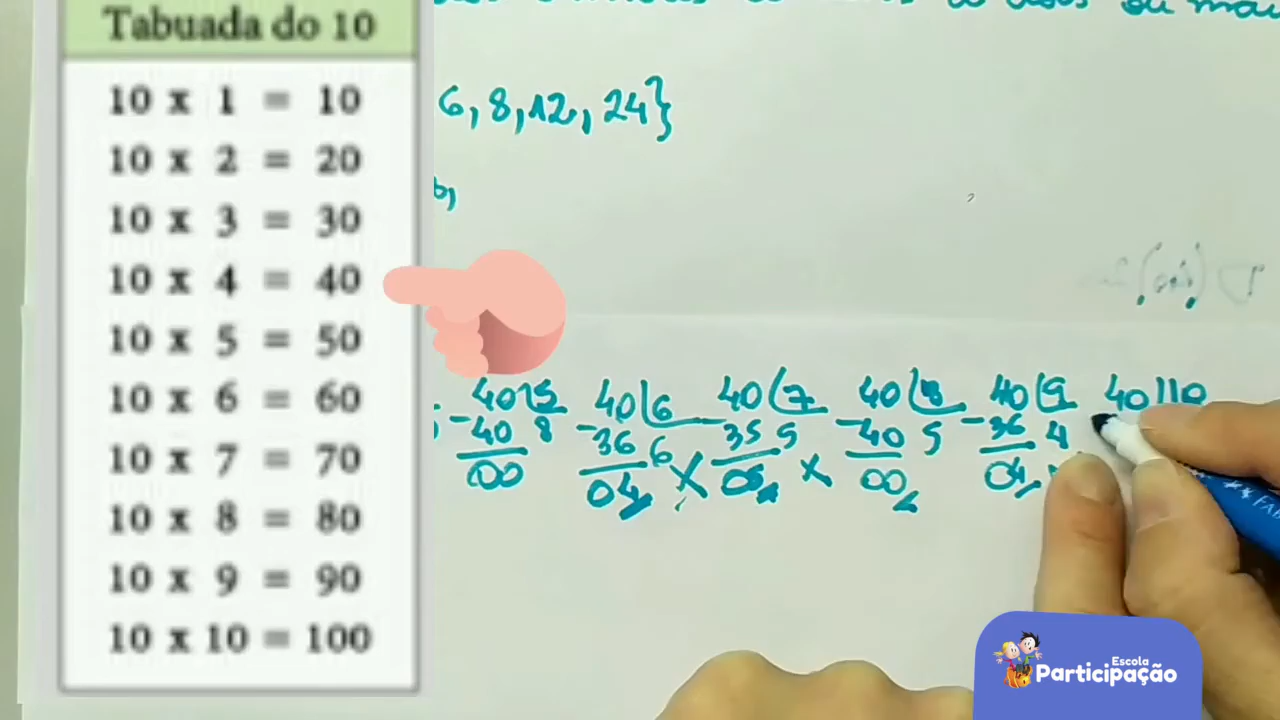 Tabuada do 10
10 x 1 = 10
10 x 2 = 20
10 x 3 = 30
10 x 4 = 40
10 x 5 = 50
10 x 6 = 60
10 x 7 = 70
10 x 8 = 80
10 x 9 = 90
10 x 10 = 100
6, 8, 12, 24}
b,
40 5 40 6 40 7 40 8 40 9 40 10
-40 8 -36 6 35 5 -40 5 -36 4
00 04 05 00 04
Escola
Participação